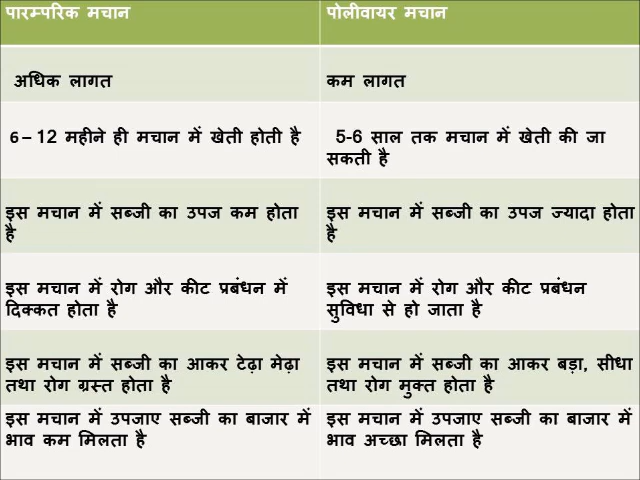 पारम्परिक मचान
पोलीवायर मचान
अधिक लागत
कम लागत
6 – 12 महीने ही मचान में खेती होती है
5-6 साल तक मचान में खेती की जा
सकती है
इस मचान में सब्जी का उपज कम होता
है
इस मचान में सब्जी का उपज ज्यादा होता
है
इस मचान में रोग और कीट प्रबंधन में
दिक्कत होता है
इस मचान में रोग और कीट प्रबंधन
सुविधा से हो जाता है
इस मचान में सब्जी का आकर टेढ़ा मेढ़ा
तथा रोग ग्रस्त होता है
इस मचान में सब्जी का आकर बड़ा, सीधा
तथा रोग मुक्त होता है
इस मचान में उपजाए सब्जी का बाजार में
भाव कम मिलता है
इस मचान में उपजाए सब्जी का बाजार में
भाव अच्छा मिलता है